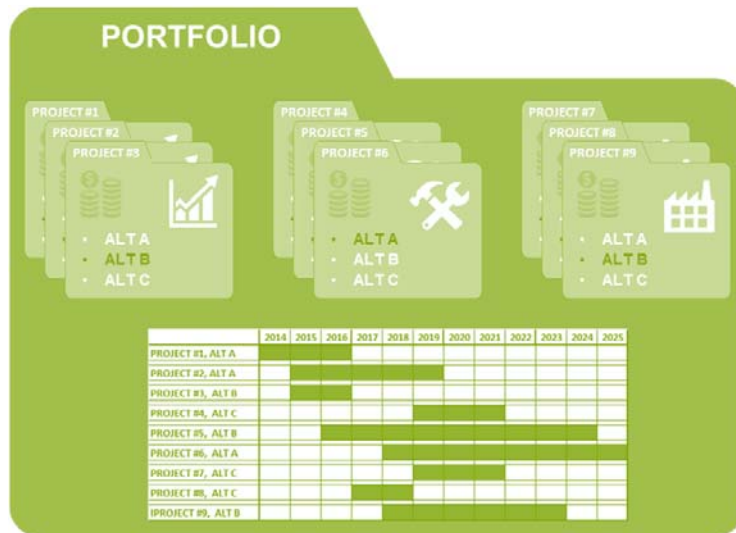 PORTFOLIO
PROJECT #1
PROJECT #2
PROJECT #3
ALT A
ALT B
ALT C
PROJECT #4
PROJECT #5
PROJECT #6
ALT A
ALT B
ALT C
PROJECT #7
PROJECT #8
PROJECT #9
ALT A
ALT B
ALT C
2014 2015 2016 2017 2018 2019 2020 2021 2022 2023 2024 2025
PROJECT #1, ALT A
PROJECT #2, ALT A
PROJECT #3, ALT B
PROJECT #4, ALT C
PROJECT #5, ALT B
PROJECT #6, ALT A
PROJECT #7, ALT C
PROJECT #8, ALT C
IPROJECT #9, ALT B